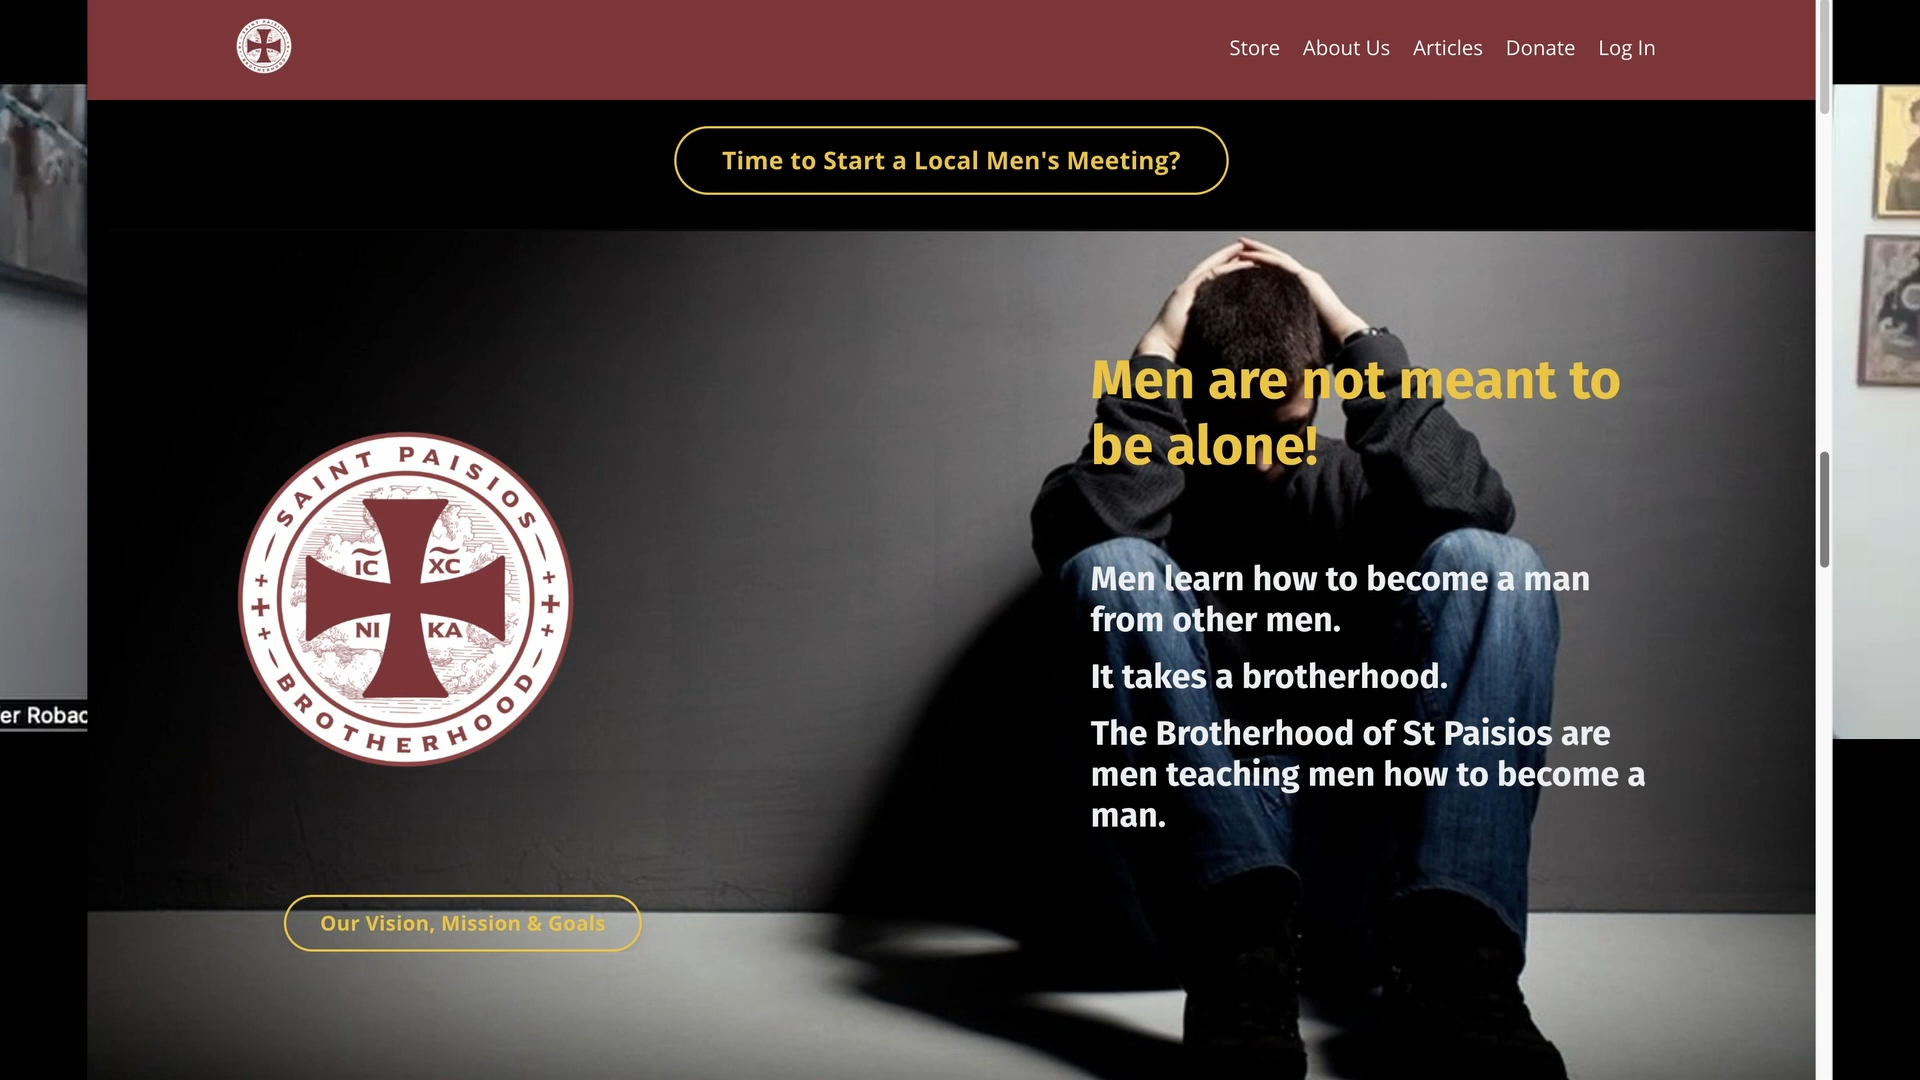 SAINT PAISIOS
BROTHERHOOD
Store About Us Articles Donate Log In
Time to Start a Local Men's Meeting?
Men are not meant to
be alone!
SAINT PAISIOS
IC XC
NI KA
BROTHERHOOD
Men learn how to become a man
from other men.
It takes a brotherhood.
The Brotherhood of St Paisios are
men teaching men how to become a
man.
er Robac
Our Vision, Mission & Goals